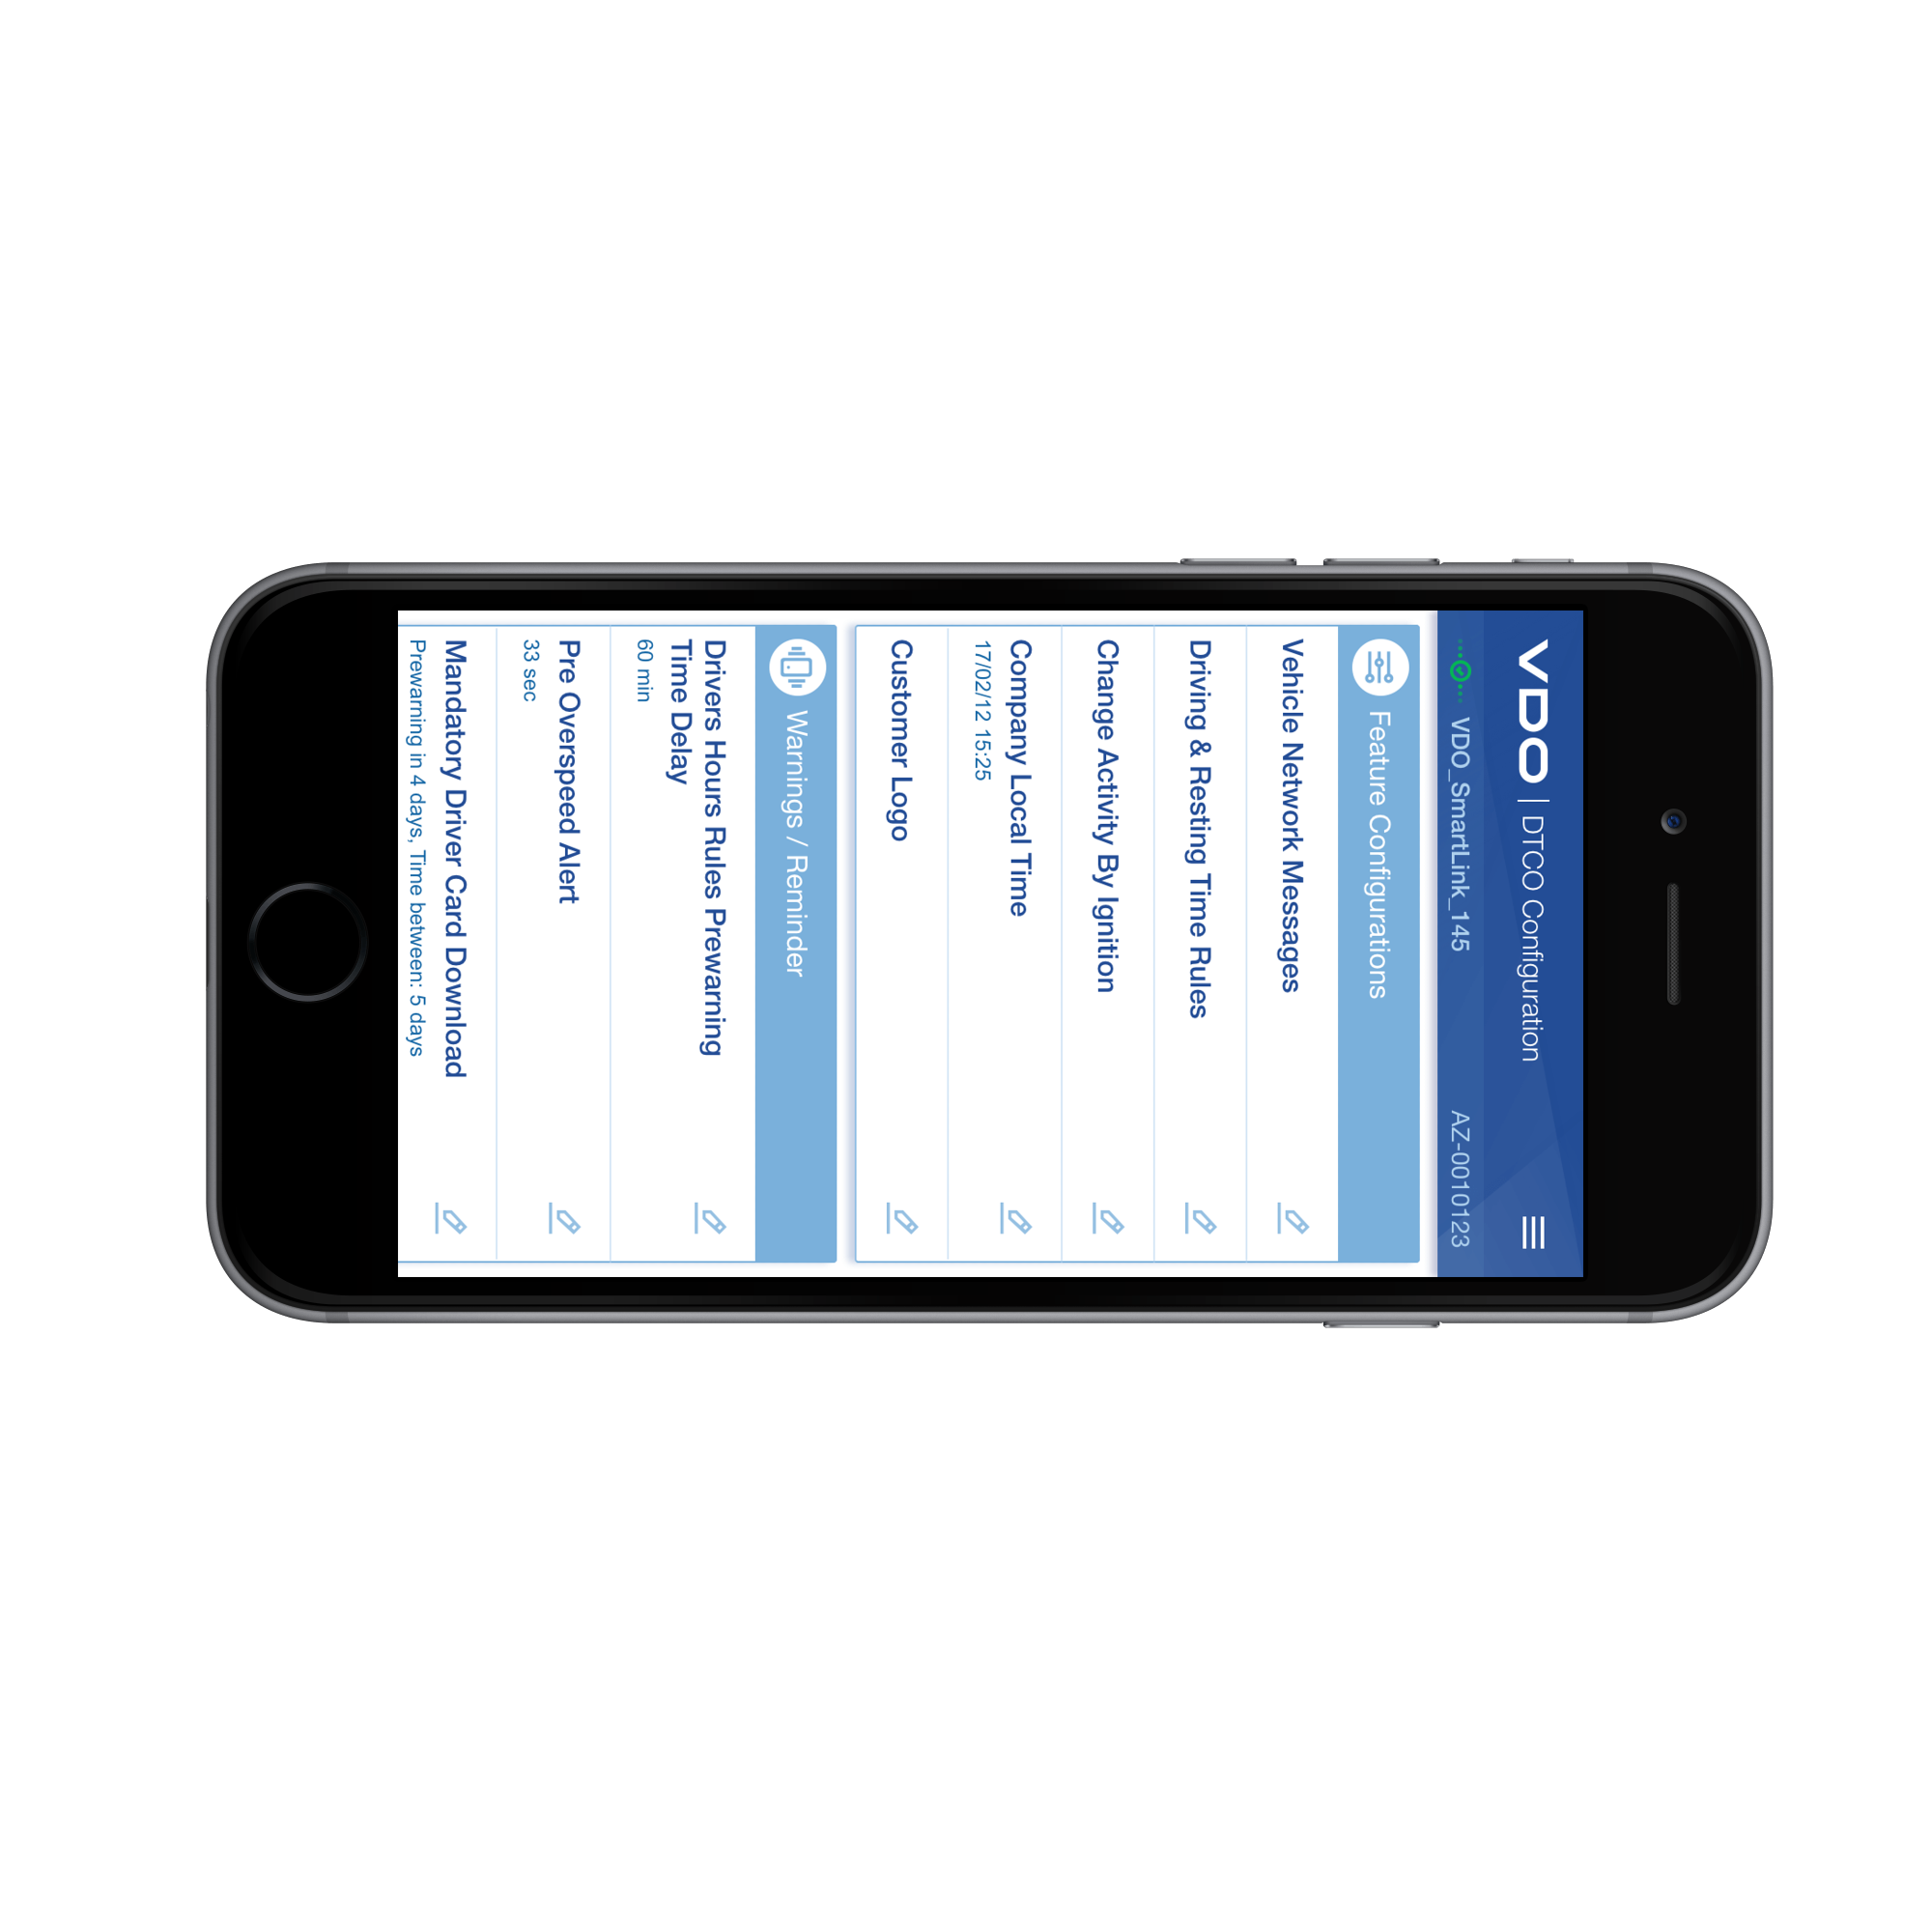 VDO | DTCO Configuration
VDO_SmartLink_145 AZ-0010123
Feature Configurations
Vehicle Network Messages
Driving & Resting Time Rules
Change Activity By Ignition
Company Local Time
17/02/12 15:25
Customer Logo
Warnings / Reminder
Drivers Hours Rules Prewarning
Time Delay
60 min
Pre Overspeed Alert
33 sec
Mandatory Driver Card Download
Prewarning in 4 days, Time between: 5 days